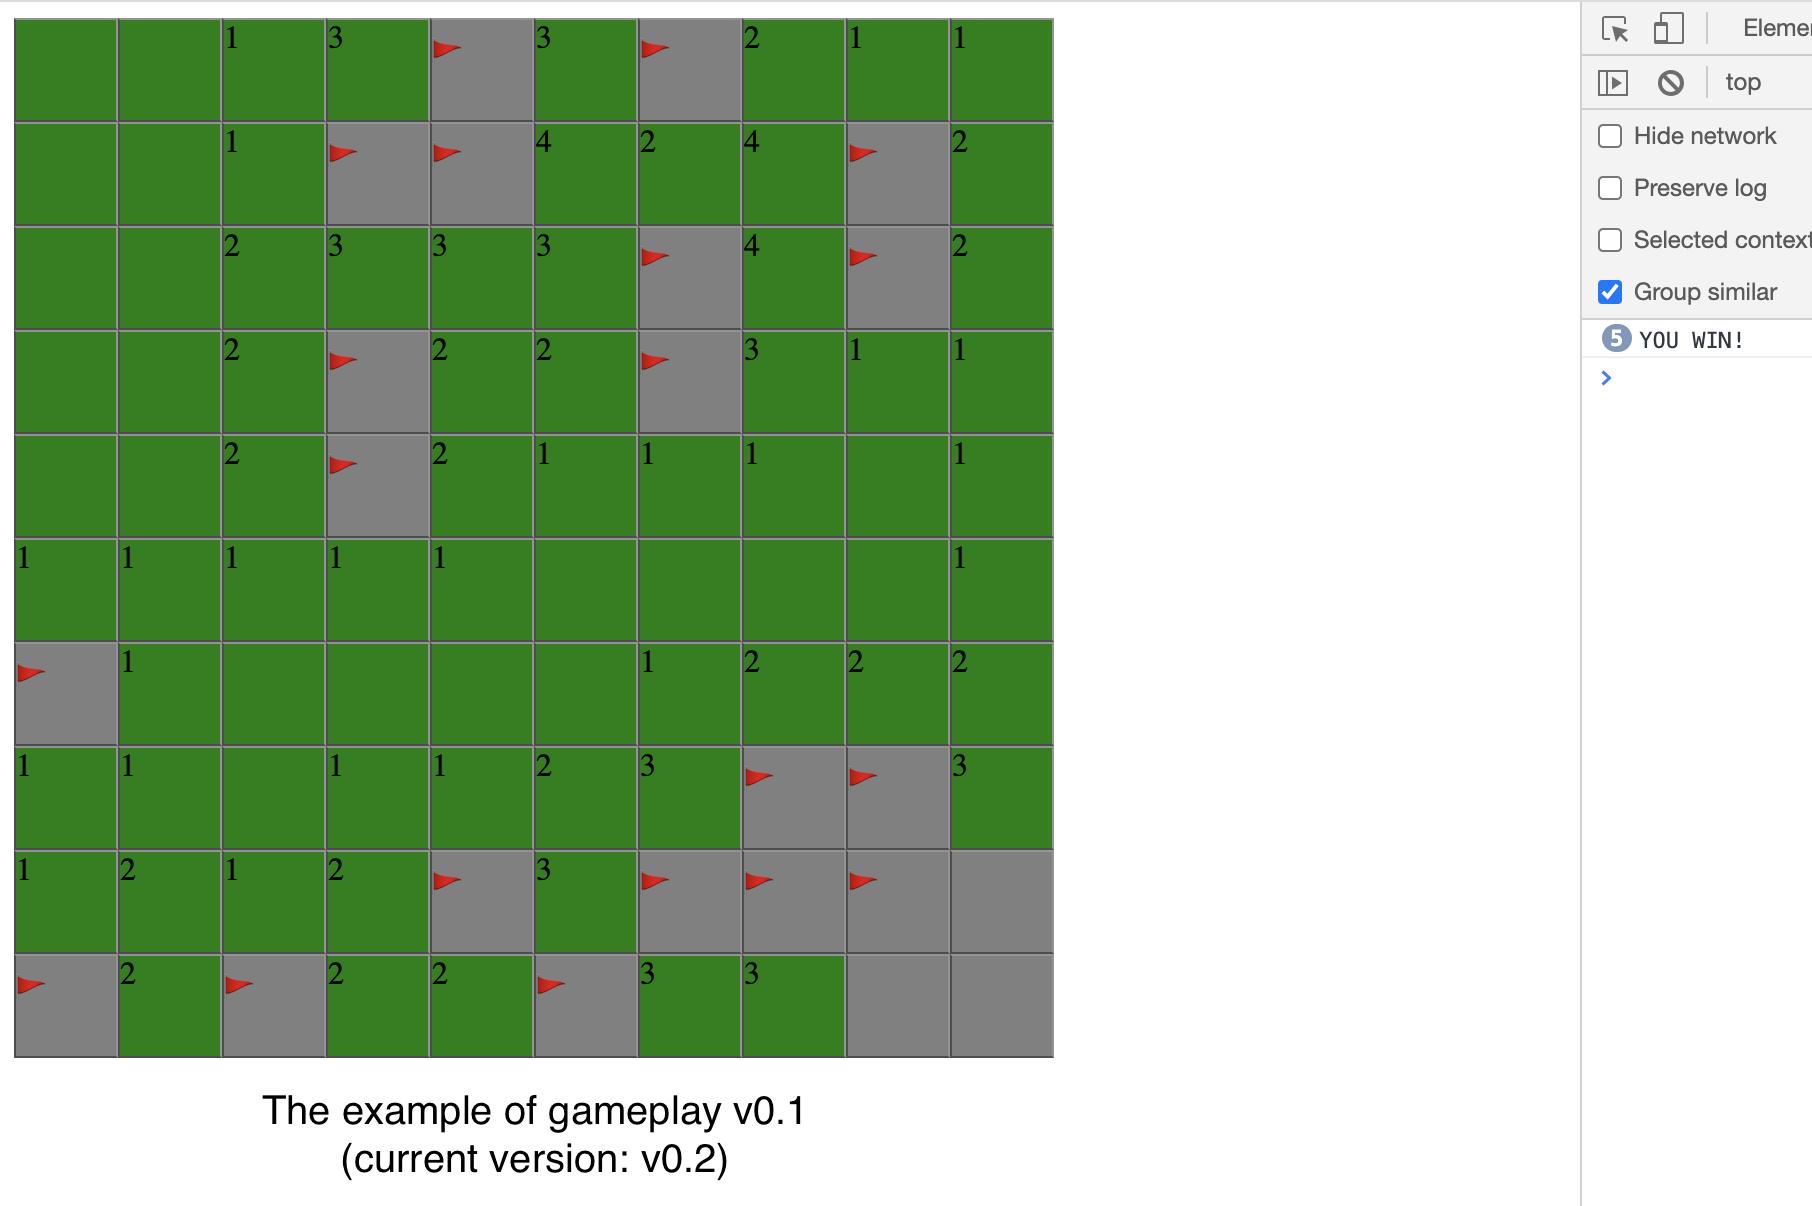 1 3 3 2 1 1
1 4 2 4 2
2 3 3 3 4 2
2 2 2 3 1 1
2 2 1 1 1 1
1 1 1 1 1 1
1 1 2 2 2
1 1 1 1 2 3 3
1 2 1 2 3
2 2 2 3 3
The example of gameplay v0.1
(current version: v0.2)
Eleme
top
Hide network
Preserve log
Selected context
Group similar
5 YOU WIN!